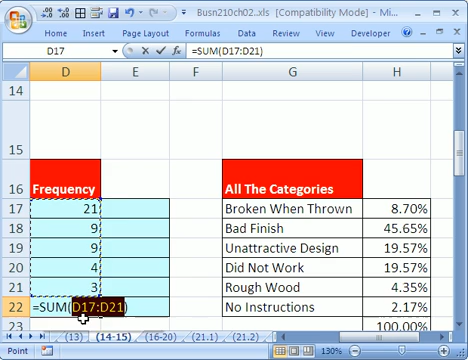 Busn210ch02..xls [Compatibility Mode] - Mi...
Home Insert Page Layout Formulas Data Review View Developer
D17 =SUM(D17:D21)
D E F G H
14
15
16 Frequency All The Categories
17 21 Broken When Thrown 8.70%
18 9 Bad Finish 45.65%
19 9 Unattractive Design 19.57%
20 4 Did Not Work 19.57%
21 3 Rough Wood 4.35%
22 =SUM(D17:D21) No Instructions 2.17%
23 100.00%
(13) (14-15) (16-20) (21.1) (21.2)
Point 130%